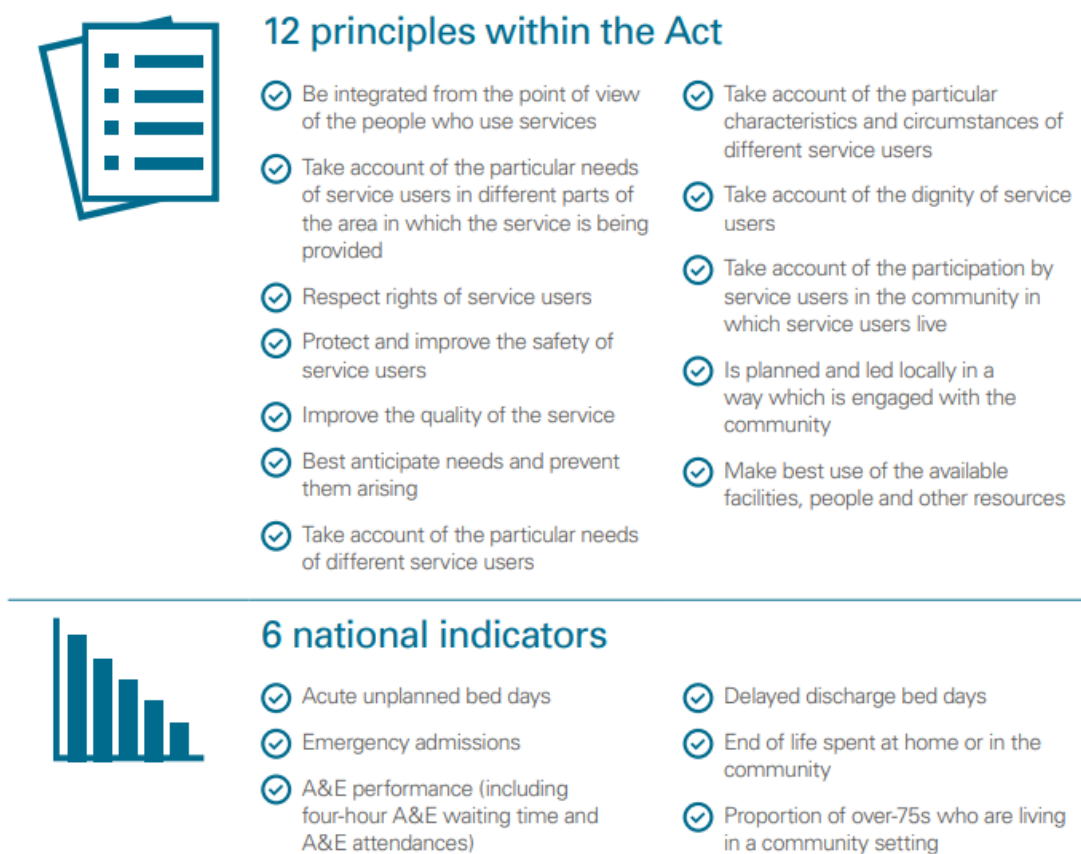 12 principles within the Act
Be integrated from the point of view
of the people who use services
Take account of the particular needs
of service users in different parts of
the area in which the service is being
provided
Respect rights of service users
Protect and improve the safety of
service users
Improve the quality of the service
Best anticipate needs and prevent
them arising
Take account of the particular needs
of different service users
Take account of the particular
characteristics and circumstances of
different service users
Take account of the dignity of service
users
Take account of the participation by
service users in the community in
which service users live
Is planned and led locally in a
way which is engaged with the
community
Make best use of the available
facilities, people and other resources
6 national indicators
Acute unplanned bed days
Emergency admissions
A&E performance (including
four-hour A&E waiting time and
A&E attendances)
Delayed discharge bed days
End of life spent at home or in the
community
Proportion of over-75s who are living
in a community setting